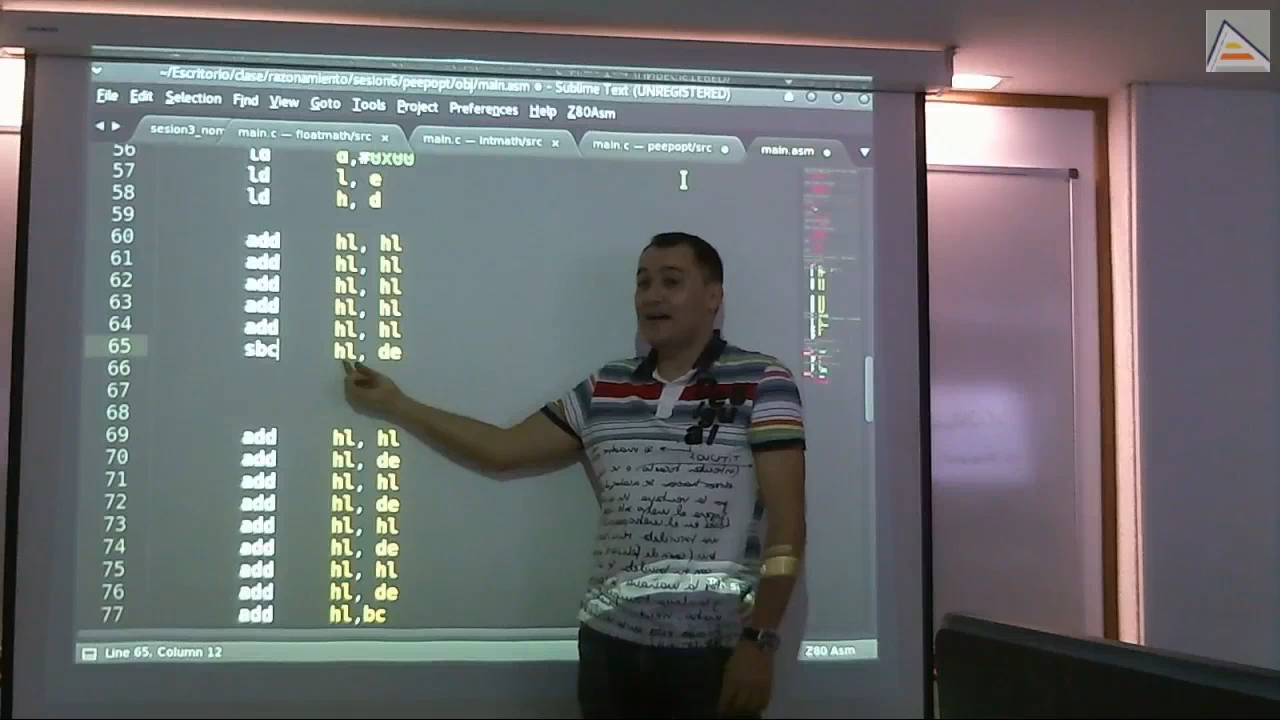 ~/Escritorio/clase/razonamiento/sesion6/peepopt/obj/main.asm ● - Sublime Text (UNREGISTERED)
File Edit Selection Find View Goto Tools Project Preferences Help Z80Asm
sesion3_nom main.c — floatmath/src × main.c — intmath/src × main.c — peepopt/src ● main.asm ●
56 ld d,#0x00
57 ld l, e
58 ld h, d
59
60 add hl, hl
61 add hl, hl
62 add hl, hl
63 add hl, hl
64 add hl, hl
65 sbc hl, de
66
67
68
69 add hl, hl
70 add hl, de
71 add hl, hl
72 add hl, de
73 add hl, hl
74 add hl, de
75 add hl, hl
76 add hl, de
77 add hl,bc
Line 65, Column 12 Z80 Asm